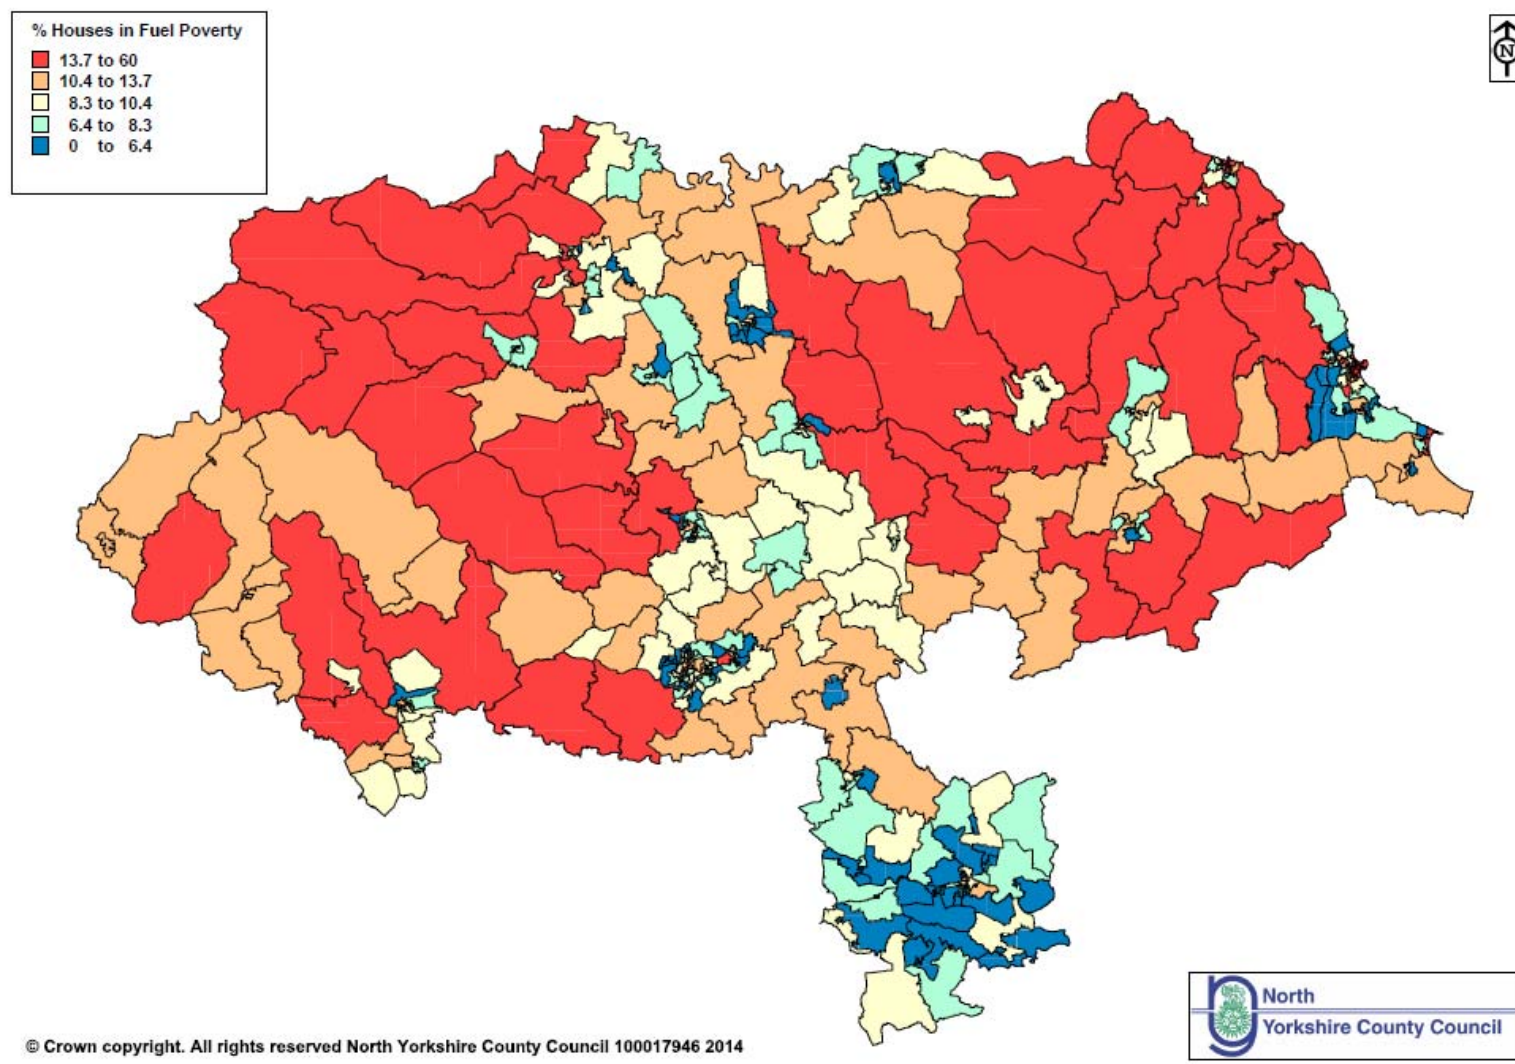 % Houses in Fuel Poverty
13.7 to 60
10.4 to 13.7
8.3 to 10.4
6.4 to 8.3
0 to 6.4
N
North
Yorkshire County Council
© Crown copyright. All rights reserved North Yorkshire County Council 100017946 2014